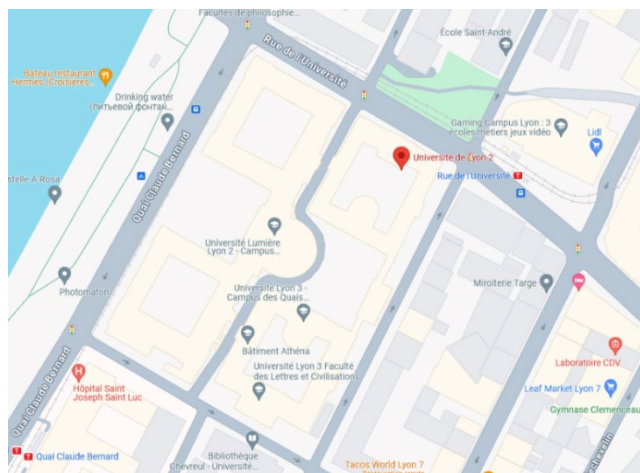 Facultés de philosophie...
Rue de l'Université
École Saint-André
Bateau restaurant
Hermès (Croisières...
Drinking water
(питьевой фонтан...
Gaming Campus Lyon : 3
écoles métiers jeux vidéo
Lidl
Université de Lyon 2
Rue de l'Université
stelle A-Rosa
Quai Claude Bernard
Université Lumière
Lyon 2 - Campus...
Photomaton
Université Lyon 3 -
Campus des Quais...
Miroiterie Targe
Bâtiment Athéna
Université Lyon 3 Faculté
des Lettres et Civilisations
Laboratoire CDV
Hôpital Saint
Joseph Saint Luc
Leaf Market Lyon 7
Gymnase Clemenceau
Quai Claude Bernard
Quai Claude Bernard
Bibliothèque
Chevreul - Université...
Tacos World Lyon 7
echevelin